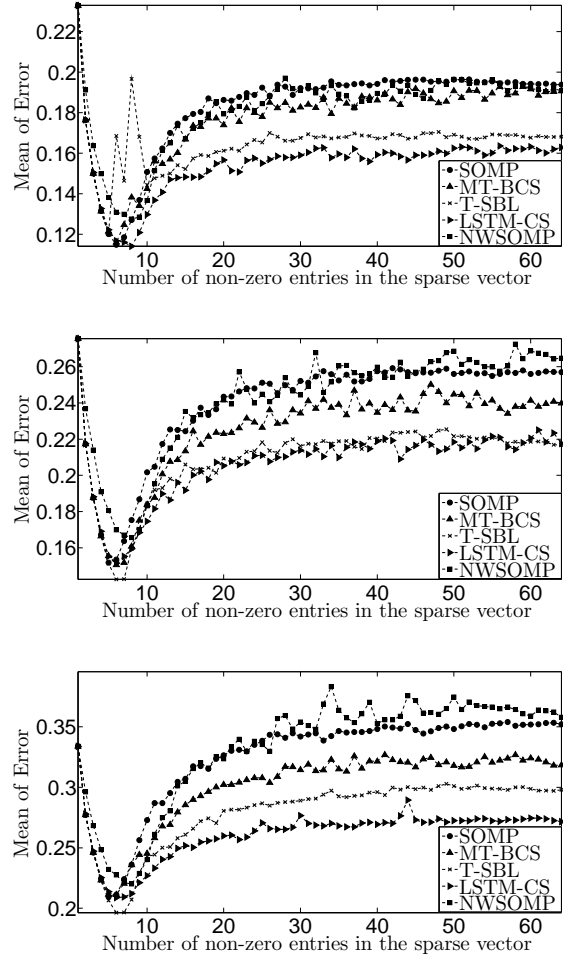 0.22
0.2
0.18
0.16
0.14
0.12
Mean of Error
10 20 30 40 50 60
Number of non-zero entries in the sparse vector
SOMP
MT-BCS
T-SBL
LSTM-CS
NWSOMP
0.26
0.24
0.22
0.2
0.18
0.16
Mean of Error
10 20 30 40 50 60
Number of non-zero entries in the sparse vector
SOMP
MT-BCS
T-SBL
LSTM-CS
NWSOMP
0.35
0.3
0.25
0.2
Mean of Error
10 20 30 40 50 60
Number of non-zero entries in the sparse vector
SOMP
MT-BCS
T-SBL
LSTM-CS
NWSOMP